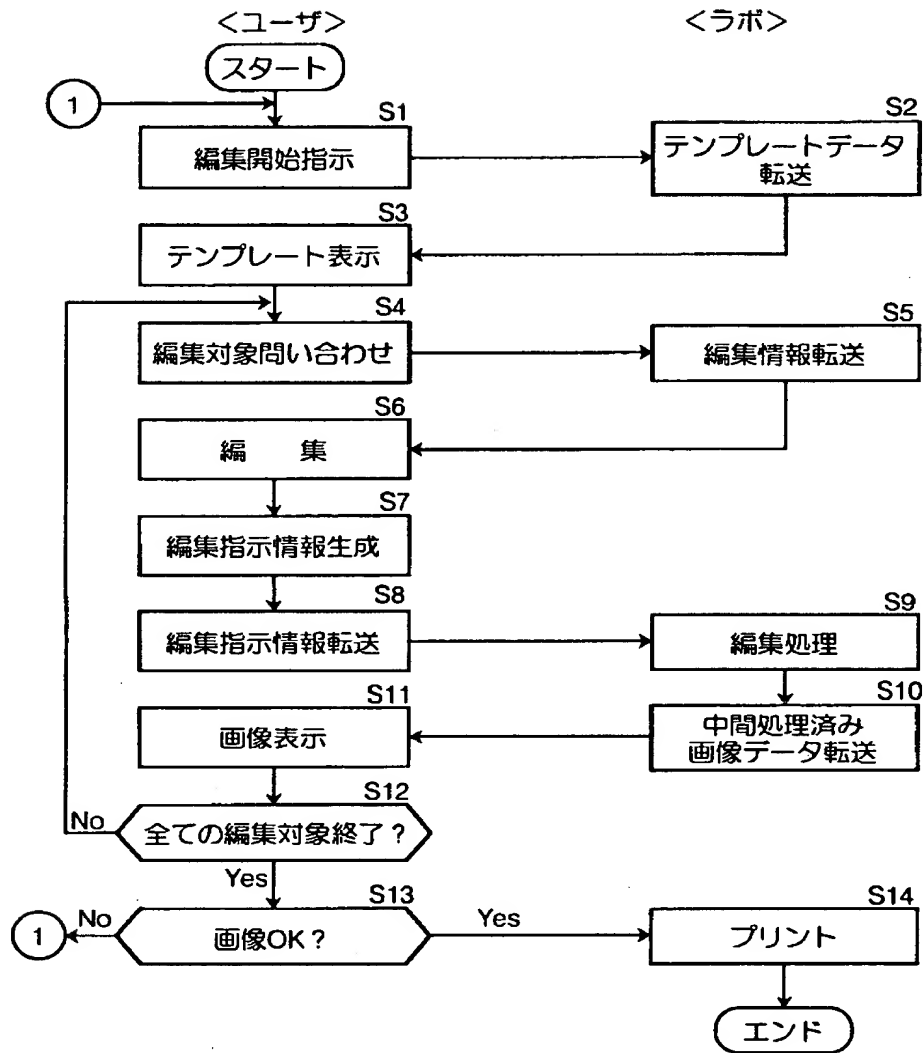 <ユーザ>
<ラボ>
スタート
1
S1
編集開始指示
S2
テンプレートデータ
転送
S3
テンプレート表示
S4
編集対象問い合わせ
S5
編集情報転送
S6
編 集
S7
編集指示情報生成
S8
編集指示情報転送
S9
編集処理
S10
中間処理済み
画像データ転送
S11
画像表示
S12
No
全ての編集対象終了?
Yes
S13
1
No
画像OK?
Yes
S14
プリント
エンド